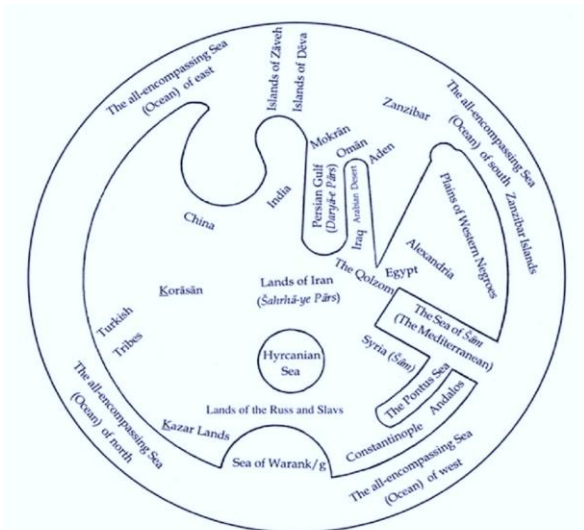 The all-encompassing Sea
(Ocean) of east
Islands of Zāveh
Islands of Dēva
The all-encompassing Sea
(Ocean) of south
Zanzibar
Mokrān
Omān
Aden
Persian Gulf
(Daryā-e Pārs)
Arabian Desert
Iraq
India
China
Plains of Western Negroes
Zanzibar Islands
Alexandria
Egypt
The Qolzom
Lands of Iran
(Šahrhā-ye Pārs)
Korāsān
Turkish
Tribes
The Sea of Šām
(The Mediterranean)
Syria (Šām)
Hyrcanian
Sea
The Pontus Sea
Andalos
Lands of the Russ and Slavs
Kazar Lands
Constantinople
Sea of Warank/g
The all-encompassing Sea
(Ocean) of north
The all-encompassing Sea
(Ocean) of west